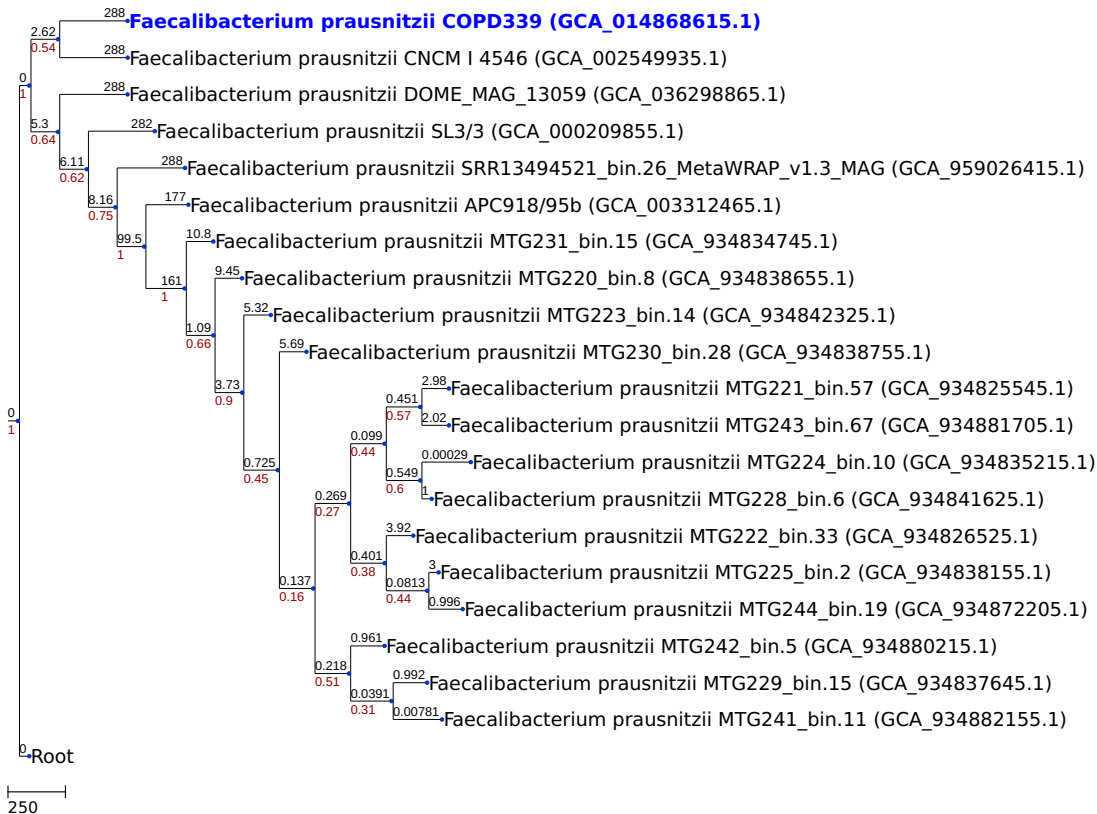 288 Faecalibacterium prausnitzii COPD339 (GCA_014868615.1)
2.62
0.54
288 Faecalibacterium prausnitzii CNCM I 4546 (GCA_002549935.1)
0
1
288 Faecalibacterium prausnitzii DOME_MAG_13059 (GCA_036298865.1)
5.3
0.64
282 Faecalibacterium prausnitzii SL3/3 (GCA_000209855.1)
6.11
0.62
288 Faecalibacterium prausnitzii SRR13494521_bin.26_MetaWRAP_v1.3_MAG (GCA_959026415.1)
8.16
0.75
177 Faecalibacterium prausnitzii APC918/95b (GCA_003312465.1)
99.5
1
10.8 Faecalibacterium prausnitzii MTG231_bin.15 (GCA_934834745.1)
161
1
9.45 Faecalibacterium prausnitzii MTG220_bin.8 (GCA_934838655.1)
1.09
0.66
5.32 Faecalibacterium prausnitzii MTG223_bin.14 (GCA_934842325.1)
5.69 Faecalibacterium prausnitzii MTG230_bin.28 (GCA_934838755.1)
3.73
0.9
2.98 Faecalibacterium prausnitzii MTG221_bin.57 (GCA_934825545.1)
0.451
0.57
2.02 Faecalibacterium prausnitzii MTG243_bin.67 (GCA_934881705.1)
0
1
0.099
0.44
0.00029 Faecalibacterium prausnitzii MTG224_bin.10 (GCA_934835215.1)
0.725
0.45
0.549
0.6
1 Faecalibacterium prausnitzii MTG228_bin.6 (GCA_934841625.1)
0.269
0.27
3.92 Faecalibacterium prausnitzii MTG222_bin.33 (GCA_934826525.1)
0.401
0.38
3 Faecalibacterium prausnitzii MTG225_bin.2 (GCA_934838155.1)
0.137
0.16
0.0813
0.44
0.996 Faecalibacterium prausnitzii MTG244_bin.19 (GCA_934872205.1)
0.961 Faecalibacterium prausnitzii MTG242_bin.5 (GCA_934880215.1)
0.218
0.51
0.992 Faecalibacterium prausnitzii MTG229_bin.15 (GCA_934837645.1)
0.0391
0.31
0.00781 Faecalibacterium prausnitzii MTG241_bin.11 (GCA_934882155.1)
0 Root
250